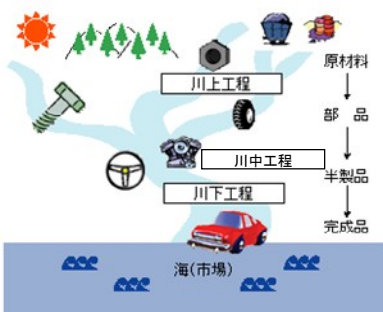 原材料
川上工程
部 品
川中工程
半製品
川下工程
完成品
海(市場)